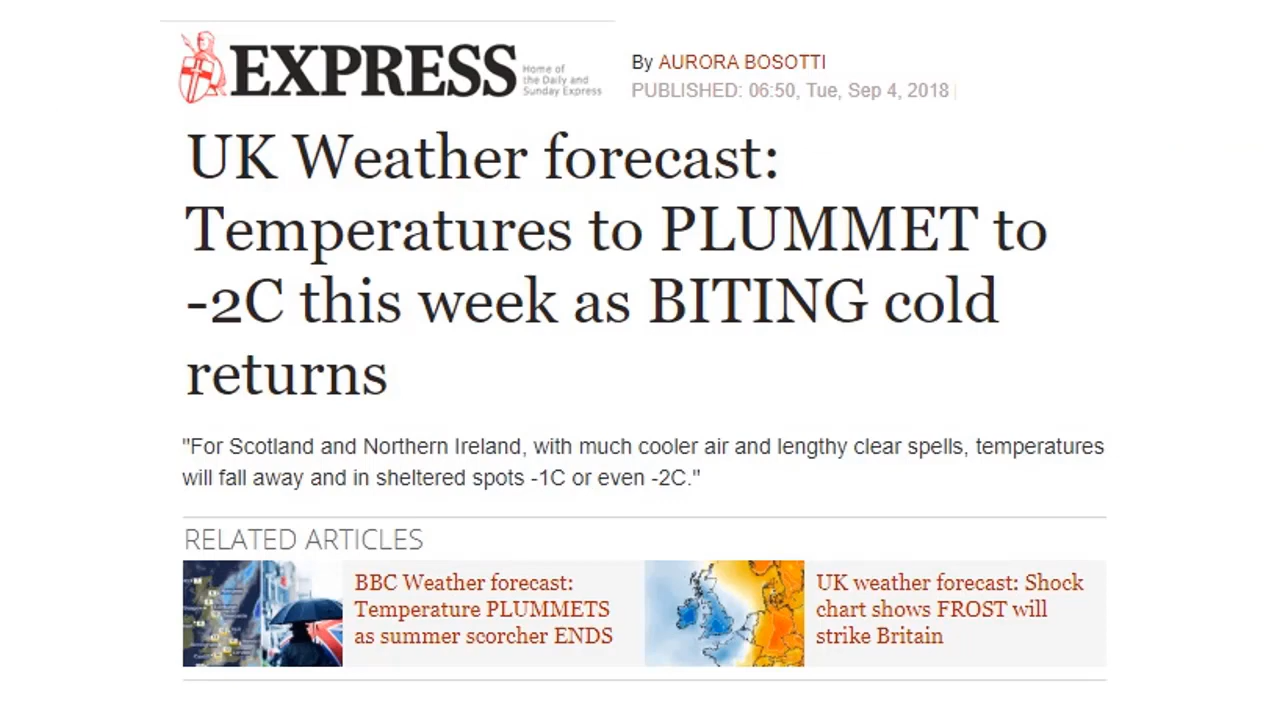 EXPRESS
Home of
the Daily and
Sunday Express
By AURORA BOSOTTI
PUBLISHED: 06:50, Tue, Sep 4, 2018
UK Weather forecast:
Temperatures to PLUMMET to
-2C this week as BITING cold
returns
"For Scotland and Northern Ireland, with much cooler air and lengthy clear spells, temperatures
will fall away and in sheltered spots -1C or even -2C."
RELATED ARTICLES
BBC Weather forecast:
Temperature PLUMMETS
as summer scorcher ENDS
UK weather forecast: Shock
chart shows FROST will
strike Britain